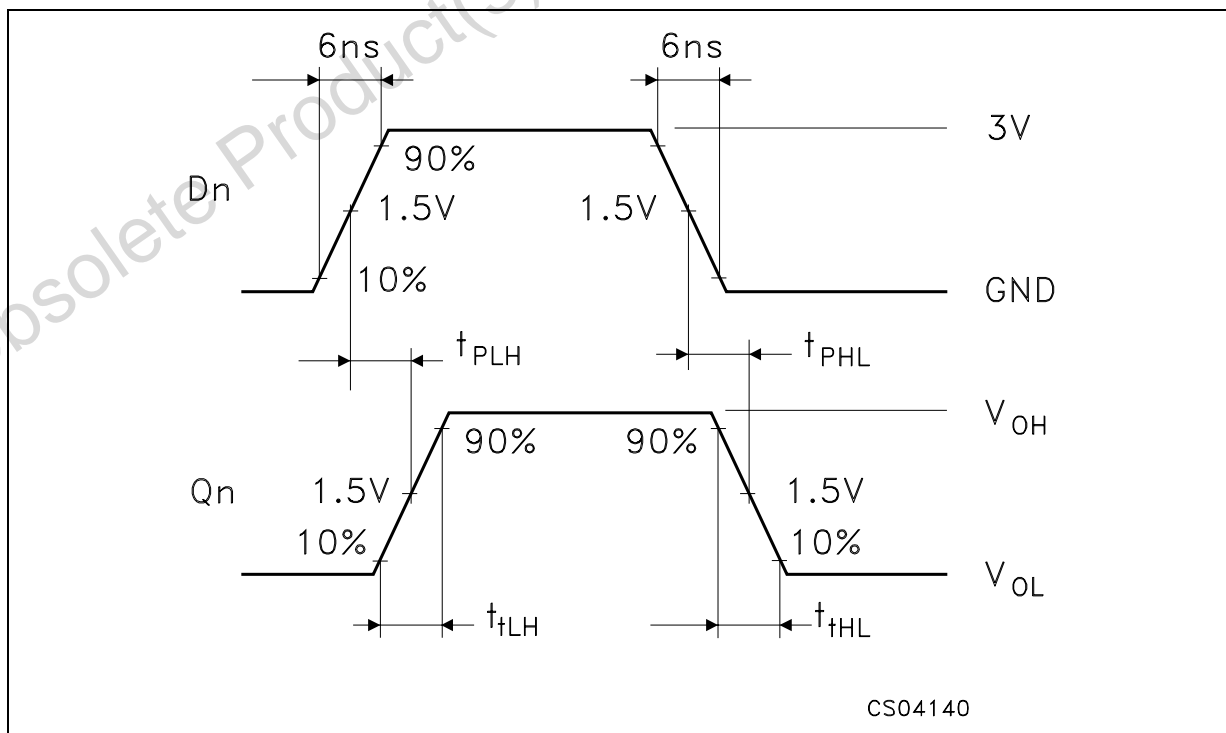 6ns 6ns
3V
90%
Dn
1.5V 1.5V
10%
GND
tPLH tPHL
VOH
90% 90%
Qn 1.5V 1.5V
10% 10%
VOL
ttLH ttHL
CS04140
bsolete Product(s)